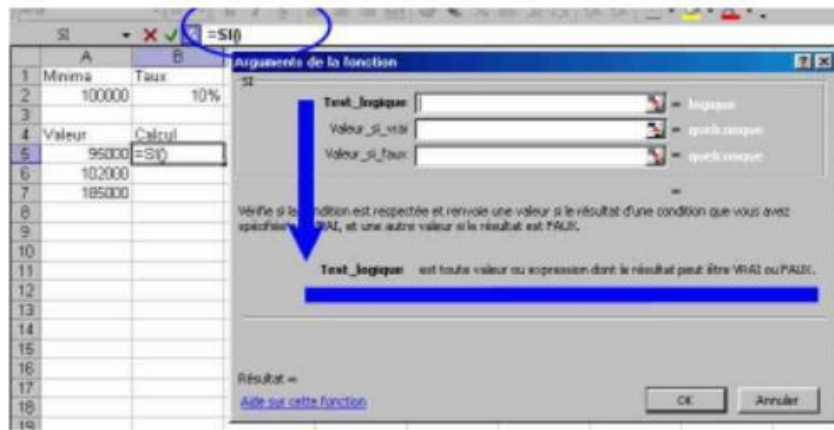 SI =SI()
A B
1 Minima Taux
2 100000 10%
3
4 Valeur Calcul
5 95000 =SI()
6 102000
7 185000
8
9
10
11
12
13
14
15
16
17
18
19
Arguments de la fonction
SI
Test_logique = logique
Valeur_si_vrai = quelconque
Valeur_si_faux = quelconque
=
Vérifie si la condition est respectée et renvoie une valeur si le résultat d'une condition que vous avez
VRAI, et une autre valeur si le résultat est FAUX.
Test_logique est toute valeur ou expression dont le résultat peut être VRAI ou FAUX.
Résultat =
Aide sur cette fonction OK Annuler